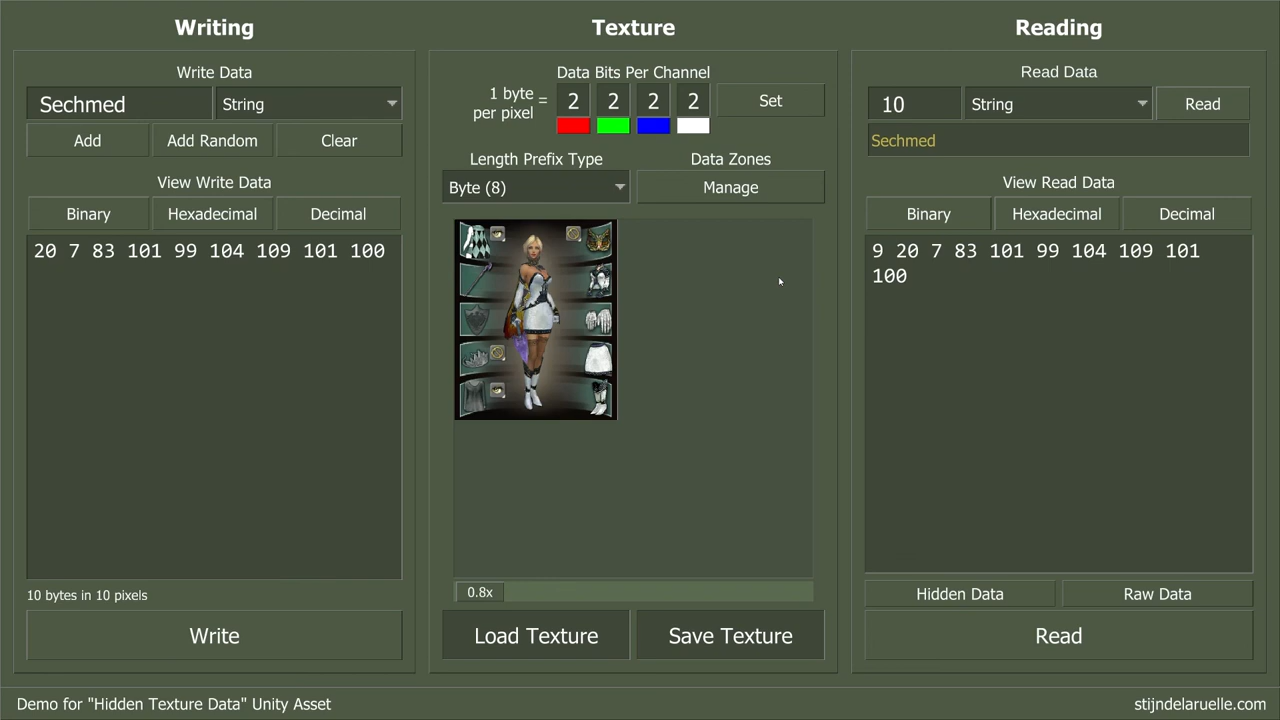 Writing
Texture
Reading
Write Data
Sechmed
String
Add
Add Random
Clear
View Write Data
Binary
Hexadecimal
Decimal
20 7 83 101 99 104 109 101 100
10 bytes in 10 pixels
Write
Data Bits Per Channel
1 byte
per pixel
=
2
2
2
2
Set
Length Prefix Type
Data Zones
Byte (8)
Manage
0.8x
Load Texture
Save Texture
Read Data
10
String
Read
Sechmed
View Read Data
Binary
Hexadecimal
Decimal
9 20 7 83 101 99 104 109 101
100
Hidden Data
Raw Data
Read
Demo for "Hidden Texture Data" Unity Asset
stijndelaruelle.com